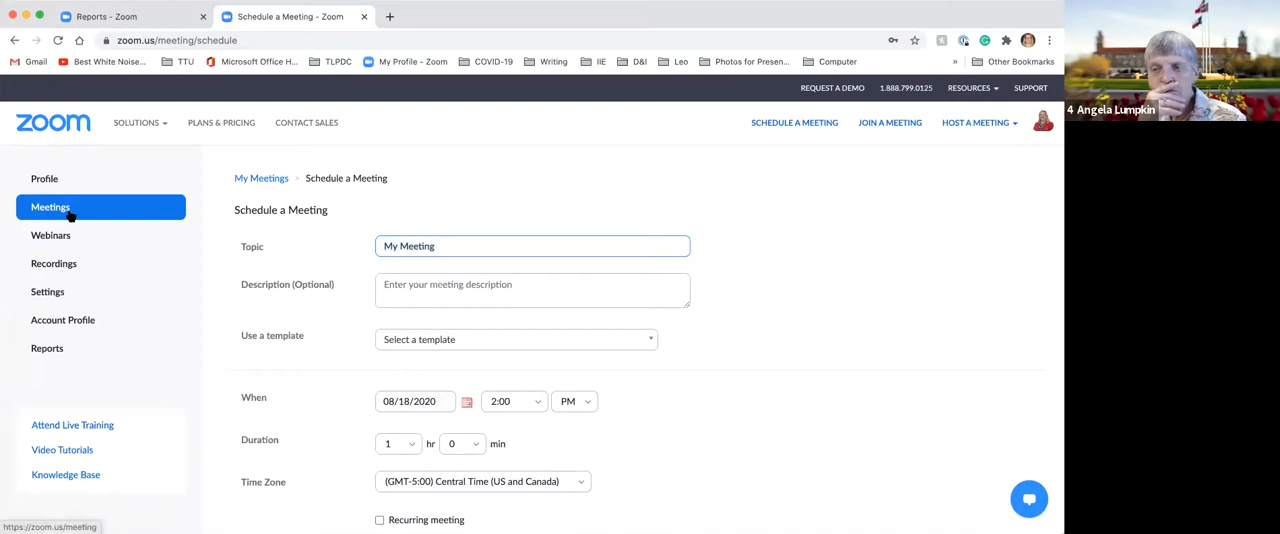 Reports - Zoom
Schedule a Meeting - Zoom
zoom.us/meeting/schedule
Gmail Best White Noise... TTU Microsoft Office H... TLPDC My Profile - Zoom COVID-19 Writing IIE D&I Leo Photos for Presen... Computer » Other Bookmarks
REQUEST A DEMO 1.888.799.0125 RESOURCES SUPPORT
zoom SOLUTIONS PLANS & PRICING CONTACT SALES SCHEDULE A MEETING JOIN A MEETING HOST A MEETING
4 Angela Lumpkin
Profile
Meetings
Webinars
Recordings
Settings
Account Profile
Reports
Attend Live Training
Video Tutorials
Knowledge Base
https://zoom.us/meeting
My Meetings > Schedule a Meeting
Schedule a Meeting
Topic My Meeting
Description (Optional) Enter your meeting description
Use a template Select a template
When 08/18/2020 2:00 PM
Duration 1 hr 0 min
Time Zone (GMT-5:00) Central Time (US and Canada)
Recurring meeting